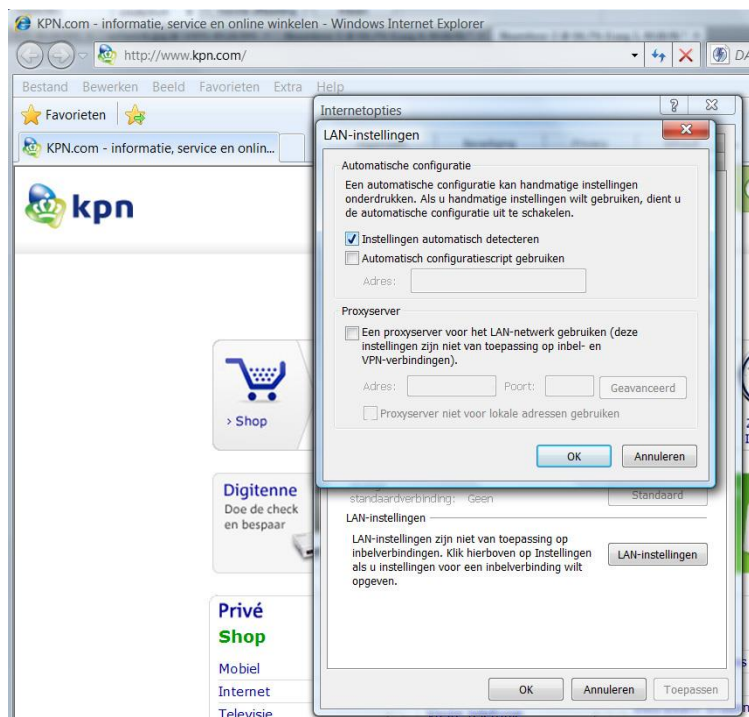 KPN.com - informatie, service en online winkelen - Windows Internet Explorer
http://www.kpn.com/
Bestand Bewerken Beeld Favorieten Extra Help
Favorieten
KPN.com - informatie, service en onlin...
kpn
> Shop
Digitenne
Doe de check
en bespaar
Privé
Shop
Mobiel
Internet
Televisie
Internetopties
LAN-instellingen
Automatische configuratie
Een automatische configuratie kan handmatige instellingen
onderdrukken. Als u handmatige instellingen wilt gebruiken, dient u
de automatische configuratie uit te schakelen.
Instellingen automatisch detecteren
Automatisch configuratiescript gebruiken
Adres:
Proxyserver
Een proxyserver voor het LAN-netwerk gebruiken (deze
instellingen zijn niet van toepassing op inbel- en
VPN-verbindingen).
Adres: Poort: Geavanceerd
Proxyserver niet voor lokale adressen gebruiken
OK Annuleren
standaardverbinding: Geen Standaard
LAN-instellingen
LAN-instellingen zijn niet van toepassing op
inbelverbindingen. Klik hierboven op Instellingen
als u instellingen voor een inbelverbinding wilt
opgeven.
LAN-instellingen
OK Annuleren Toepassen